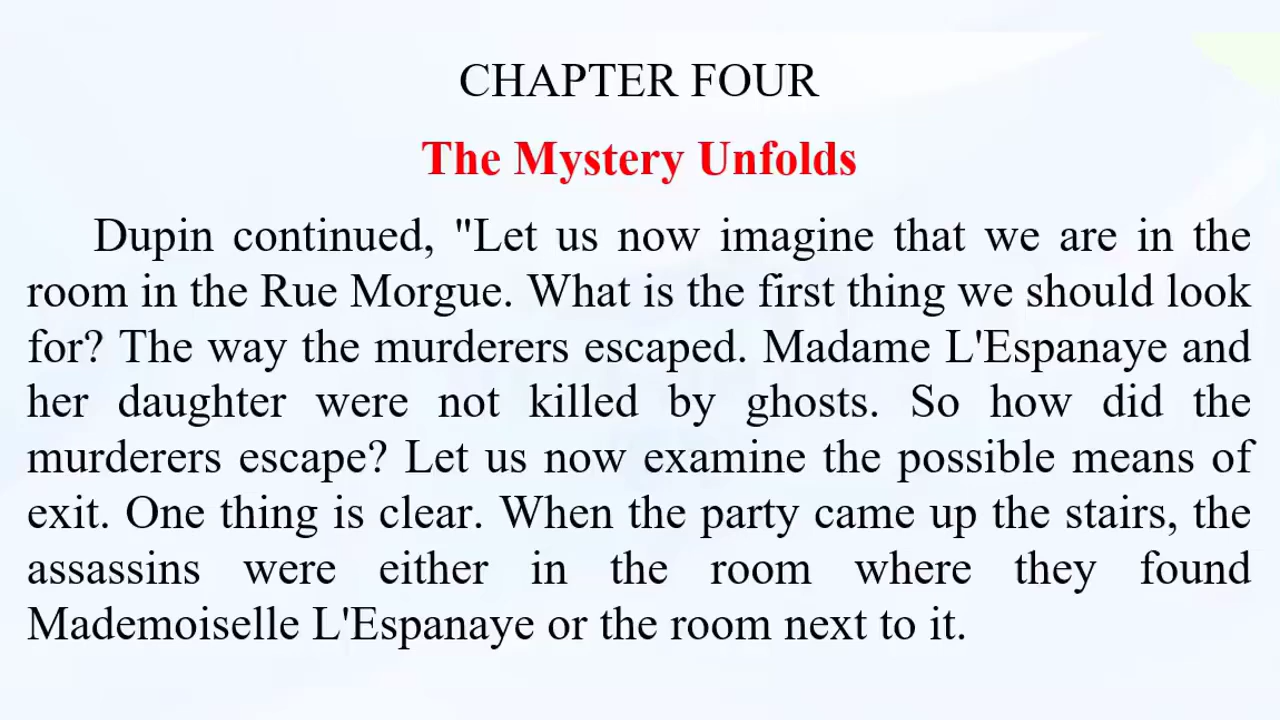 CHAPTER FOUR
The Mystery Unfolds
Dupin continued, "Let us now imagine that we are in the
room in the Rue Morgue. What is the first thing we should look
for? The way the murderers escaped. Madame L'Espanaye and
her daughter were not killed by ghosts. So how did the
murderers escape? Let us now examine the possible means of
exit. One thing is clear. When the party came up the stairs, the
assassins were either in the room where they found
Mademoiselle L'Espanaye or the room next to it.